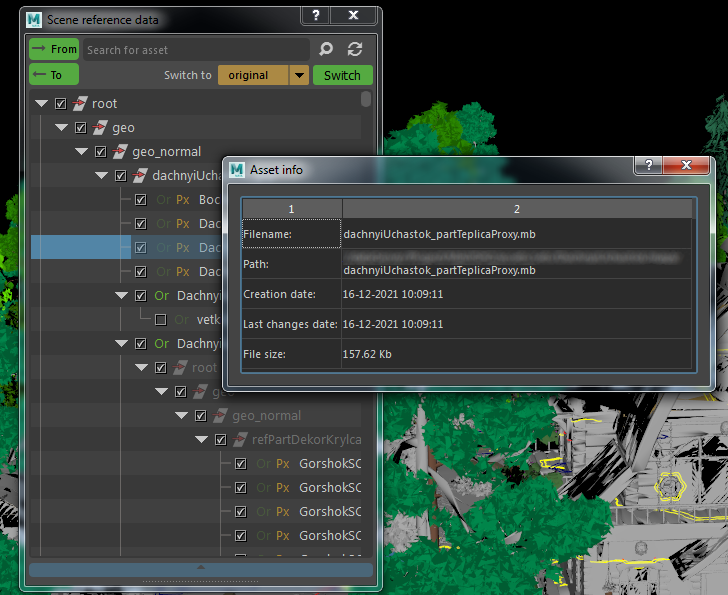 Scene reference data
?
x
From
Search for asset
To
Switch to
original
Switch
root
geo
geo_normal
dachnyiUcha
Or Px Boc
Or Px Dac
Or Px Dac
Or Px Dac
Or Dachnyi
Or vetk
Or Dachnyi
root
ge
geo_normal
refPartDekorKrylca
Or Px GorshokSC
Or Px GorshokSC
Or Px GorshokSC
Or Px GorshokSC
Asset info
?
x
1 2
Filename: dachnyiUchastok_partTeplicaProxy.mb
Path:
dachnyiUchastok_partTeplicaProxy.mb
Creation date: 16-12-2021 10:09:11
Last changes date: 16-12-2021 10:09:11
File size: 157.62 Kb